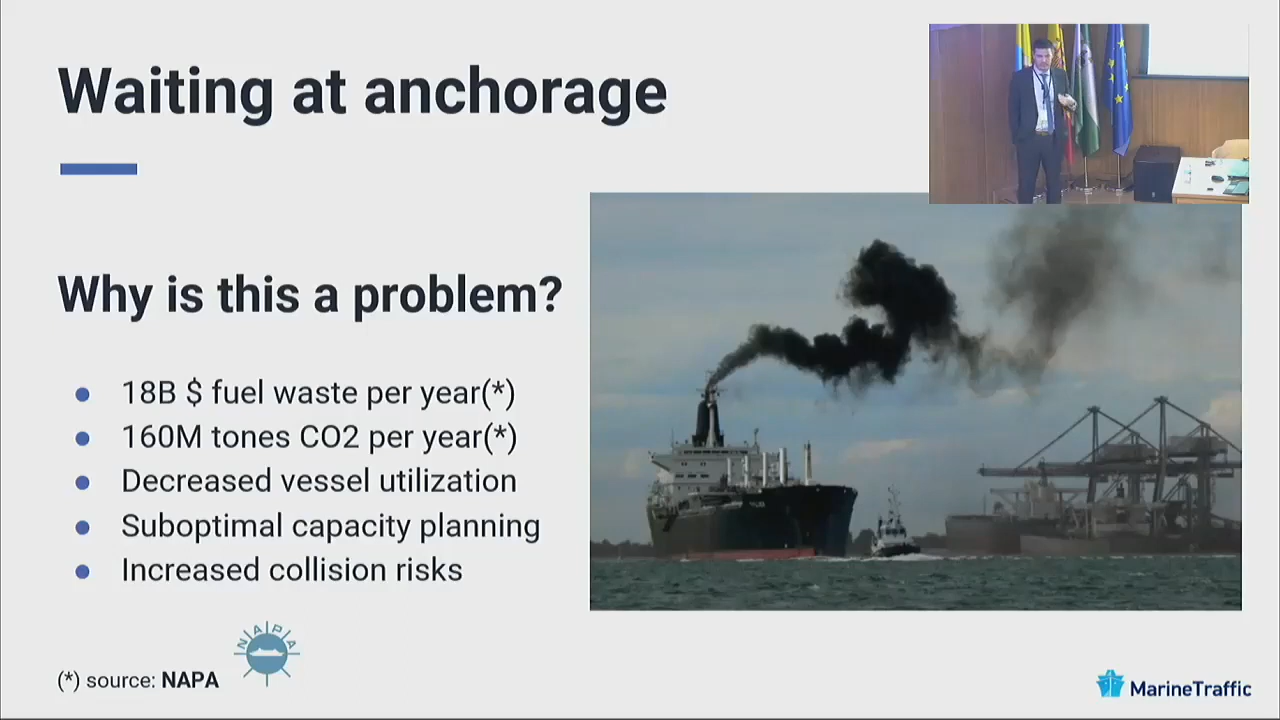 Waiting at anchorage
Why is this a problem?
18B $ fuel waste per year(*)
160M tones CO2 per year(*)
Decreased vessel utilization
Suboptimal capacity planning
Increased collision risks
NAPA
(*) source: NAPA
MarineTraffic